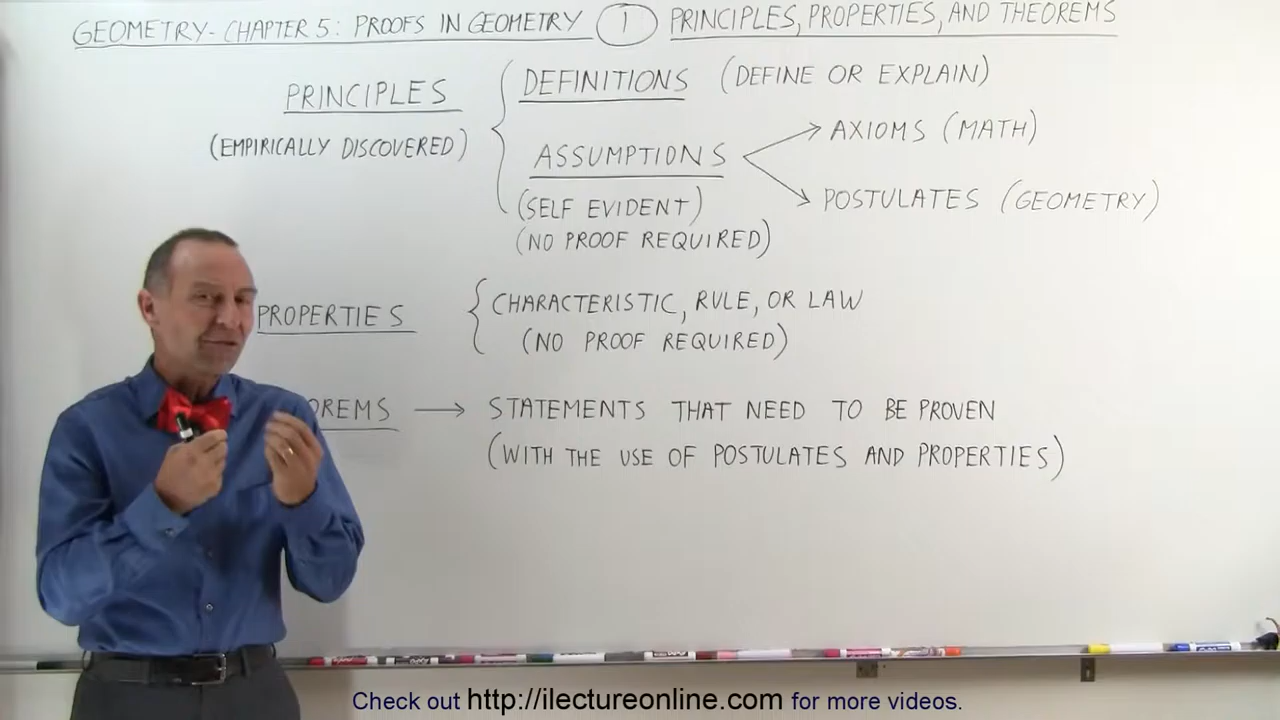 GEOMETRY- CHAPTER 5: PROOFS IN GEOMETRY 1 PRINCIPLES, PROPERTIES, AND THEOREMS
PRINCIPLES
(EMPIRICALLY DISCOVERED)
DEFINITIONS (DEFINE OR EXPLAIN)
ASSUMPTIONS
AXIOMS (MATH)
POSTULATES (GEOMETRY)
(SELF EVIDENT)
(NO PROOF REQUIRED)
PROPERTIES
CHARACTERISTIC, RULE, OR LAW
(NO PROOF REQUIRED)
OREMS → STATEMENTS THAT NEED TO BE PROVEN
(WITH THE USE OF POSTULATES AND PROPERTIES)
Check out http://ilectureonline.com for more videos.